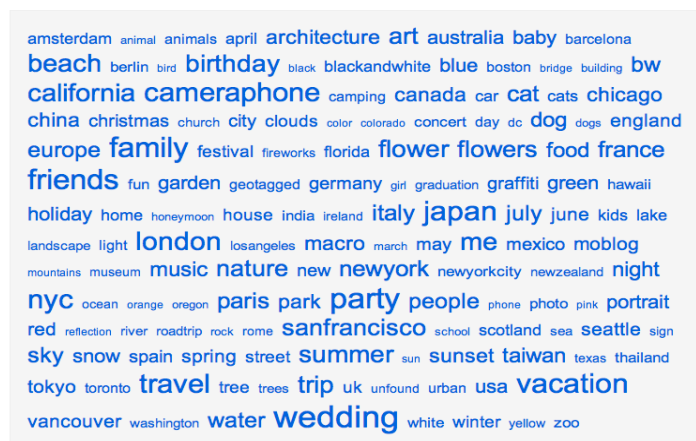 amsterdam animal animals april architecture art australia baby barcelona
beach berlin bird birthday black blackandwhite blue boston bridge building bw
california cameraphone camping canada car cat cats chicago
china christmas church city clouds color colorado concert day dc dog dogs england
europe family festival fireworks florida flower flowers food france
friends fun garden geotagged germany girl graduation graffiti green hawaii
holiday home honeymoon house india ireland italy japan july june kids lake
landscape light london losangeles macro march may me mexico moblog
mountains museum music nature new newyork newyorkcity newzealand night
nyc ocean orange oregon paris park party people phone photo pink portrait
red reflection river roadtrip rock rome sanfrancisco school scotland sea seattle sign
sky snow spain spring street summer sun sunset taiwan texas thailand
tokyo toronto travel tree trees trip uk unfound urban usa vacation
vancouver washington water wedding white winter yellow zoo